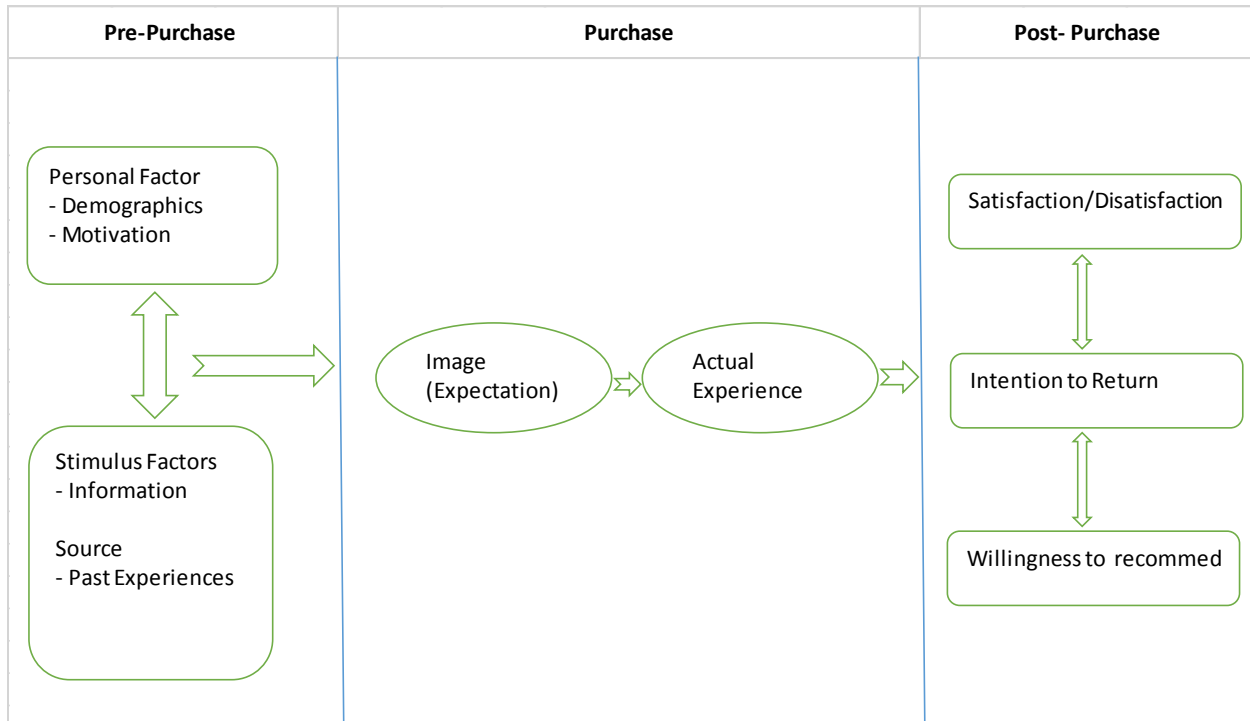 Pre-Purchase
Purchase
Post- Purchase
Personal Factor
- Demographics
- Motivation
Stimulus Factors
- Information
Source
- Past Experiences
Image
(Expectation)
Actual
Experience
Satisfaction/Disatisfaction
Intention to Return
Willingness to recommed